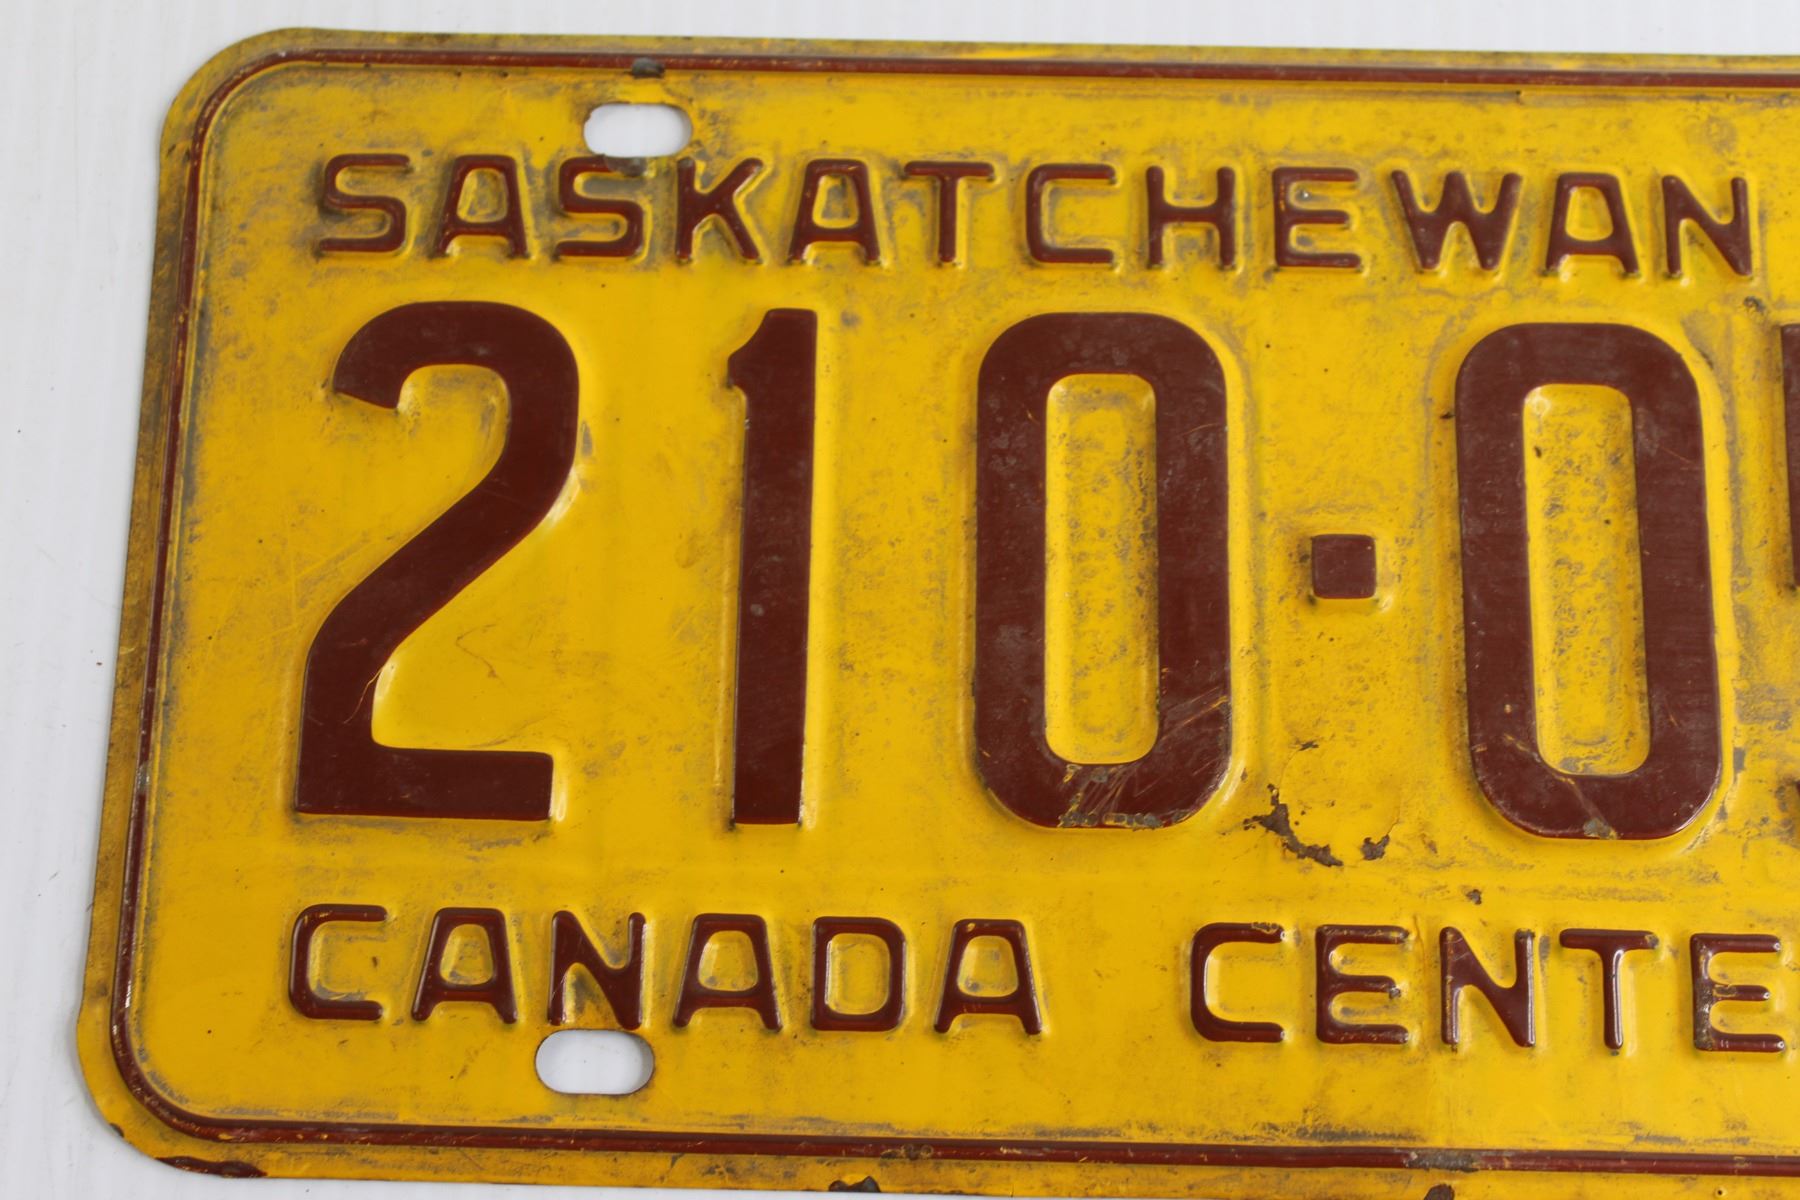 SASKATCHEWAN
210·0
CANADA CENTE